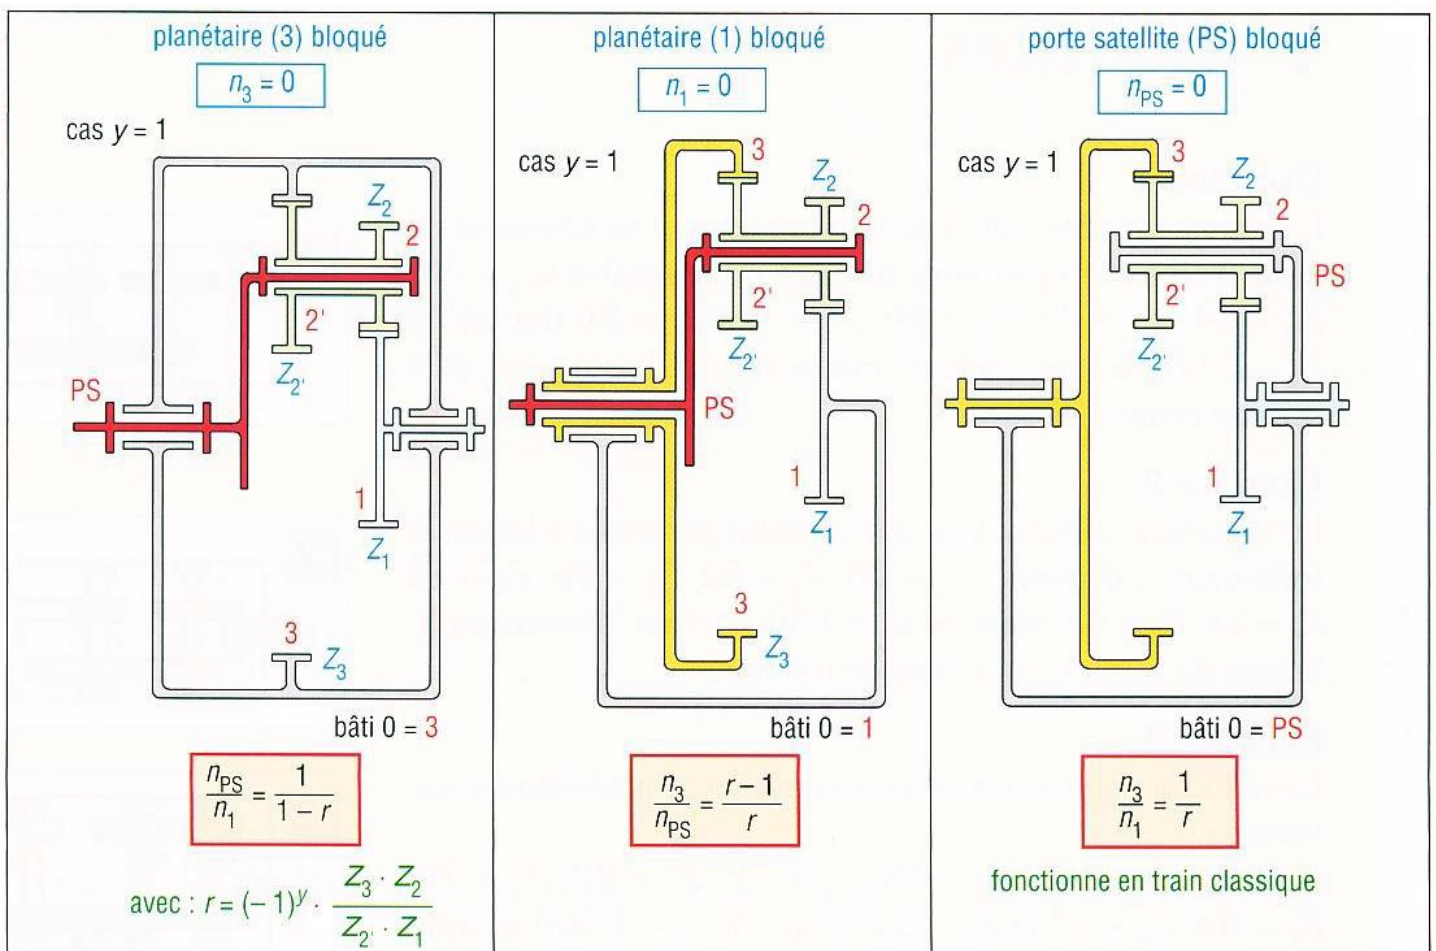 planétaire (3) bloqué
n₃ = 0
cas y = 1
Z₂
2
2'
Z₂'
PS
1
Z₁
3
Z₃
bâti 0 = 3
n_PS / n₁ = 1 / (1 – r)
avec : r = (– 1)^y · (Z₃ · Z₂) / (Z₂' · Z₁)
planétaire (1) bloqué
n₁ = 0
cas y = 1
3
Z₂
2
2'
Z₂'
PS
1
Z₁
3
Z₃
bâti 0 = 1
n₃ / n_PS = (r – 1) / r
porte satellite (PS) bloqué
n_PS = 0
cas y = 1
3
Z₂
2
PS
2'
Z₂'
1
Z₁
bâti 0 = PS
n₃ / n₁ = 1 / r
fonctionne en train classique